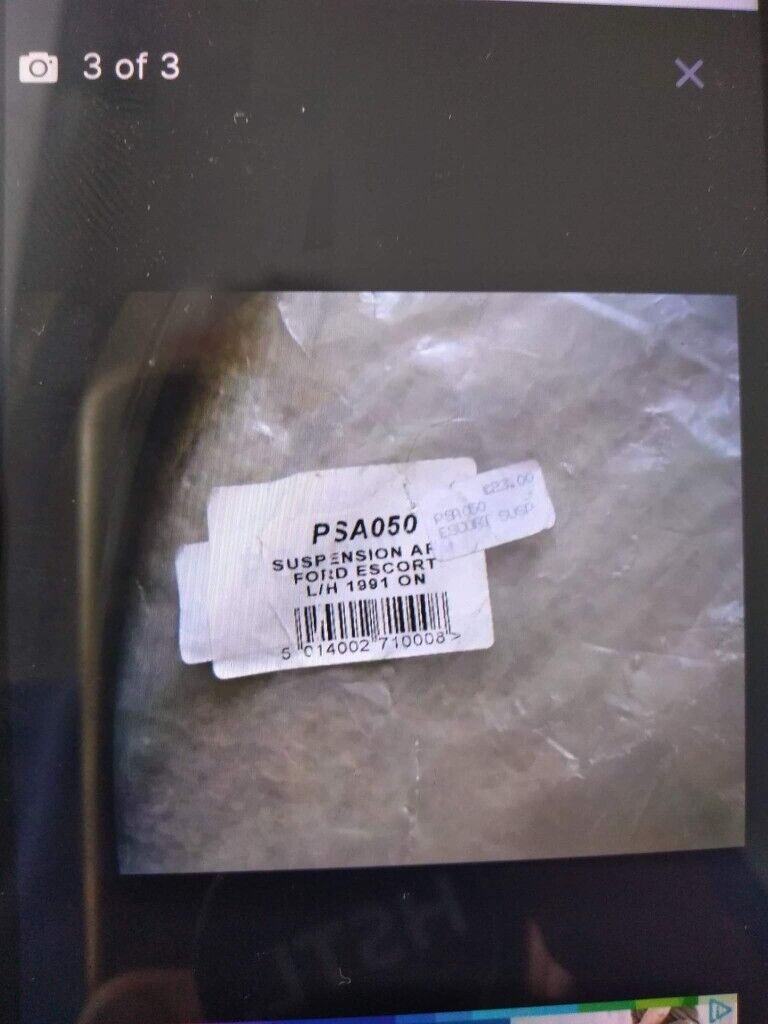 3 of 3
PSA050
SUSPENSION AR
FORD ESCORT
L/H 1991 ON
5 014002 710008 >
£23.00
PSA050
ESCORT SUSP